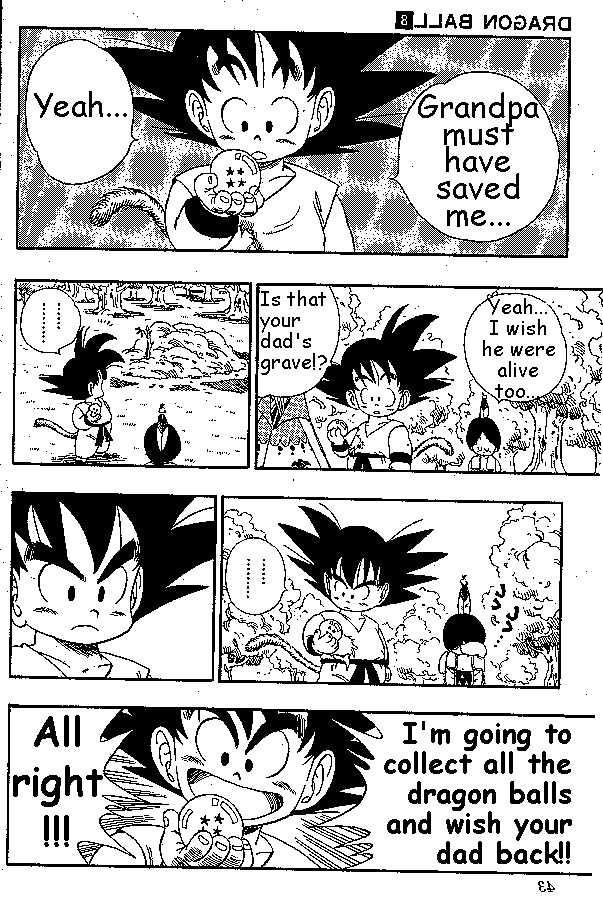 DRAGON BALL 8
Yeah...
Grandpa
must
have
saved
me...
......
Is that
your
dad's
grave!?
Yeah...
I wish
he were
alive
too...
........
All
right
!!!
I'm going to
collect all the
dragon balls
and wish your
dad back!!
43